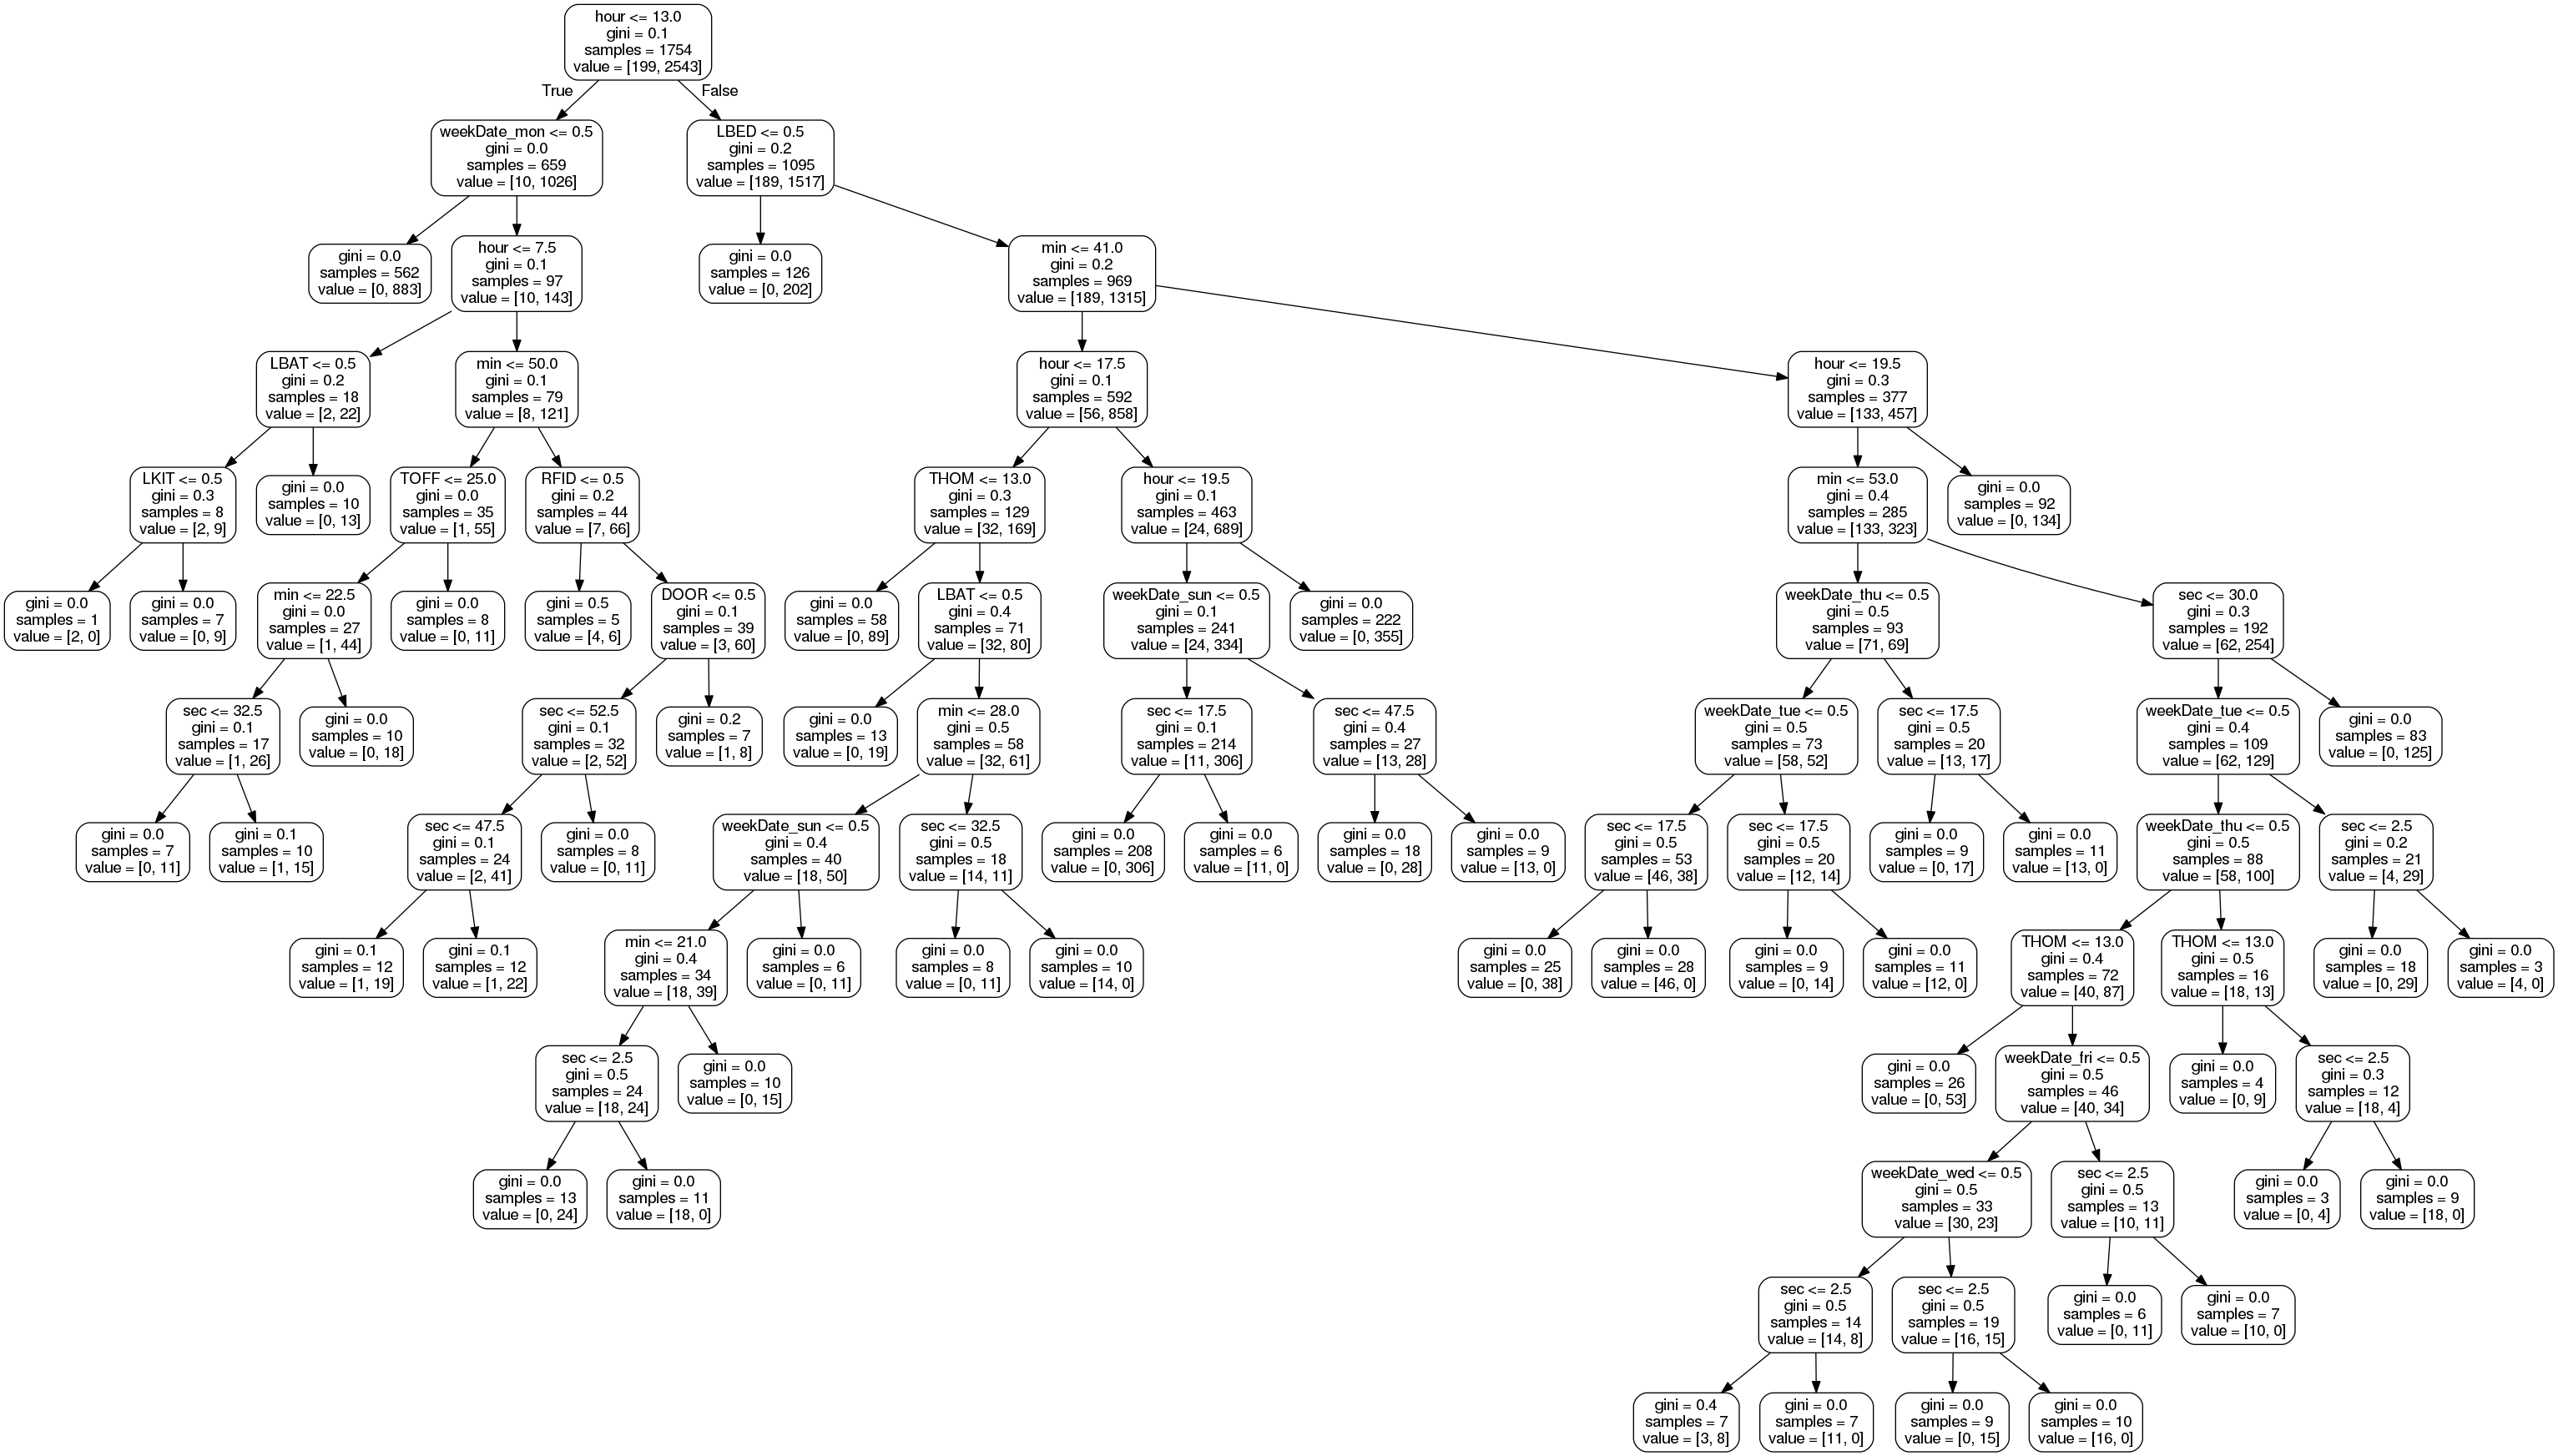 hour <= 13.0
gini = 0.1
samples = 1754
value = [199, 2543]
True
False
weekDate_mon <= 0.5
gini = 0.0
samples = 659
value = [10, 1026]
LBED <= 0.5
gini = 0.2
samples = 1095
value = [189, 1517]
gini = 0.0
samples = 562
value = [0, 883]
hour <= 7.5
gini = 0.1
samples = 97
value = [10, 143]
gini = 0.0
samples = 126
value = [0, 202]
min <= 41.0
gini = 0.2
samples = 969
value = [189, 1315]
LBAT <= 0.5
gini = 0.2
samples = 18
value = [2, 22]
min <= 50.0
gini = 0.1
samples = 79
value = [8, 121]
hour <= 17.5
gini = 0.1
samples = 592
value = [56, 858]
hour <= 19.5
gini = 0.3
samples = 377
value = [133, 457]
LKIT <= 0.5
gini = 0.3
samples = 8
value = [2, 9]
gini = 0.0
samples = 10
value = [0, 13]
TOFF <= 25.0
gini = 0.0
samples = 35
value = [1, 55]
RFID <= 0.5
gini = 0.2
samples = 44
value = [7, 66]
THOM <= 13.0
gini = 0.3
samples = 129
value = [32, 169]
hour <= 19.5
gini = 0.1
samples = 463
value = [24, 689]
min <= 53.0
gini = 0.4
samples = 285
value = [133, 323]
gini = 0.0
samples = 92
value = [0, 134]
gini = 0.0
samples = 1
value = [2, 0]
gini = 0.0
samples = 7
value = [0, 9]
min <= 22.5
gini = 0.0
samples = 27
value = [1, 44]
gini = 0.0
samples = 8
value = [0, 11]
gini = 0.5
samples = 5
value = [4, 6]
DOOR <= 0.5
gini = 0.1
samples = 39
value = [3, 60]
gini = 0.0
samples = 58
value = [0, 89]
LBAT <= 0.5
gini = 0.4
samples = 71
value = [32, 80]
weekDate_sun <= 0.5
gini = 0.1
samples = 241
value = [24, 334]
gini = 0.0
samples = 222
value = [0, 355]
weekDate_thu <= 0.5
gini = 0.5
samples = 93
value = [71, 69]
sec <= 30.0
gini = 0.3
samples = 192
value = [62, 254]
sec <= 32.5
gini = 0.1
samples = 17
value = [1, 26]
gini = 0.0
samples = 10
value = [0, 18]
sec <= 52.5
gini = 0.1
samples = 32
value = [2, 52]
gini = 0.2
samples = 7
value = [1, 8]
gini = 0.0
samples = 13
value = [0, 19]
min <= 28.0
gini = 0.5
samples = 58
value = [32, 61]
sec <= 17.5
gini = 0.1
samples = 214
value = [11, 306]
sec <= 47.5
gini = 0.4
samples = 27
value = [13, 28]
weekDate_tue <= 0.5
gini = 0.5
samples = 73
value = [58, 52]
sec <= 17.5
gini = 0.5
samples = 20
value = [13, 17]
weekDate_tue <= 0.5
gini = 0.4
samples = 109
value = [62, 129]
gini = 0.0
samples = 83
value = [0, 125]
gini = 0.0
samples = 7
value = [0, 11]
gini = 0.1
samples = 10
value = [1, 15]
sec <= 47.5
gini = 0.1
samples = 24
value = [2, 41]
gini = 0.0
samples = 8
value = [0, 11]
weekDate_sun <= 0.5
gini = 0.4
samples = 40
value = [18, 50]
sec <= 32.5
gini = 0.5
samples = 18
value = [14, 11]
gini = 0.0
samples = 208
value = [0, 306]
gini = 0.0
samples = 6
value = [11, 0]
gini = 0.0
samples = 18
value = [0, 28]
gini = 0.0
samples = 9
value = [13, 0]
sec <= 17.5
gini = 0.5
samples = 53
value = [46, 38]
sec <= 17.5
gini = 0.5
samples = 20
value = [12, 14]
gini = 0.0
samples = 9
value = [0, 17]
gini = 0.0
samples = 11
value = [13, 0]
weekDate_thu <= 0.5
gini = 0.5
samples = 88
value = [58, 100]
sec <= 2.5
gini = 0.2
samples = 21
value = [4, 29]
gini = 0.1
samples = 12
value = [1, 19]
gini = 0.1
samples = 12
value = [1, 22]
min <= 21.0
gini = 0.4
samples = 34
value = [18, 39]
gini = 0.0
samples = 6
value = [0, 11]
gini = 0.0
samples = 8
value = [0, 11]
gini = 0.0
samples = 10
value = [14, 0]
gini = 0.0
samples = 25
value = [0, 38]
gini = 0.0
samples = 28
value = [46, 0]
gini = 0.0
samples = 9
value = [0, 14]
gini = 0.0
samples = 11
value = [12, 0]
THOM <= 13.0
gini = 0.4
samples = 72
value = [40, 87]
THOM <= 13.0
gini = 0.5
samples = 16
value = [18, 13]
gini = 0.0
samples = 18
value = [0, 29]
gini = 0.0
samples = 3
value = [4, 0]
sec <= 2.5
gini = 0.5
samples = 24
value = [18, 24]
gini = 0.0
samples = 10
value = [0, 15]
gini = 0.0
samples = 26
value = [0, 53]
weekDate_fri <= 0.5
gini = 0.5
samples = 46
value = [40, 34]
gini = 0.0
samples = 4
value = [0, 9]
sec <= 2.5
gini = 0.3
samples = 12
value = [18, 4]
gini = 0.0
samples = 13
value = [0, 24]
gini = 0.0
samples = 11
value = [18, 0]
weekDate_wed <= 0.5
gini = 0.5
samples = 33
value = [30, 23]
sec <= 2.5
gini = 0.5
samples = 13
value = [10, 11]
gini = 0.0
samples = 3
value = [0, 4]
gini = 0.0
samples = 9
value = [18, 0]
sec <= 2.5
gini = 0.5
samples = 14
value = [14, 8]
sec <= 2.5
gini = 0.5
samples = 19
value = [16, 15]
gini = 0.0
samples = 6
value = [0, 11]
gini = 0.0
samples = 7
value = [10, 0]
gini = 0.4
samples = 7
value = [3, 8]
gini = 0.0
samples = 7
value = [11, 0]
gini = 0.0
samples = 9
value = [0, 15]
gini = 0.0
samples = 10
value = [16, 0]